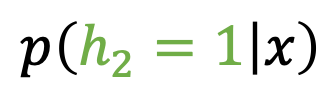 p(h₂ = 1|x)